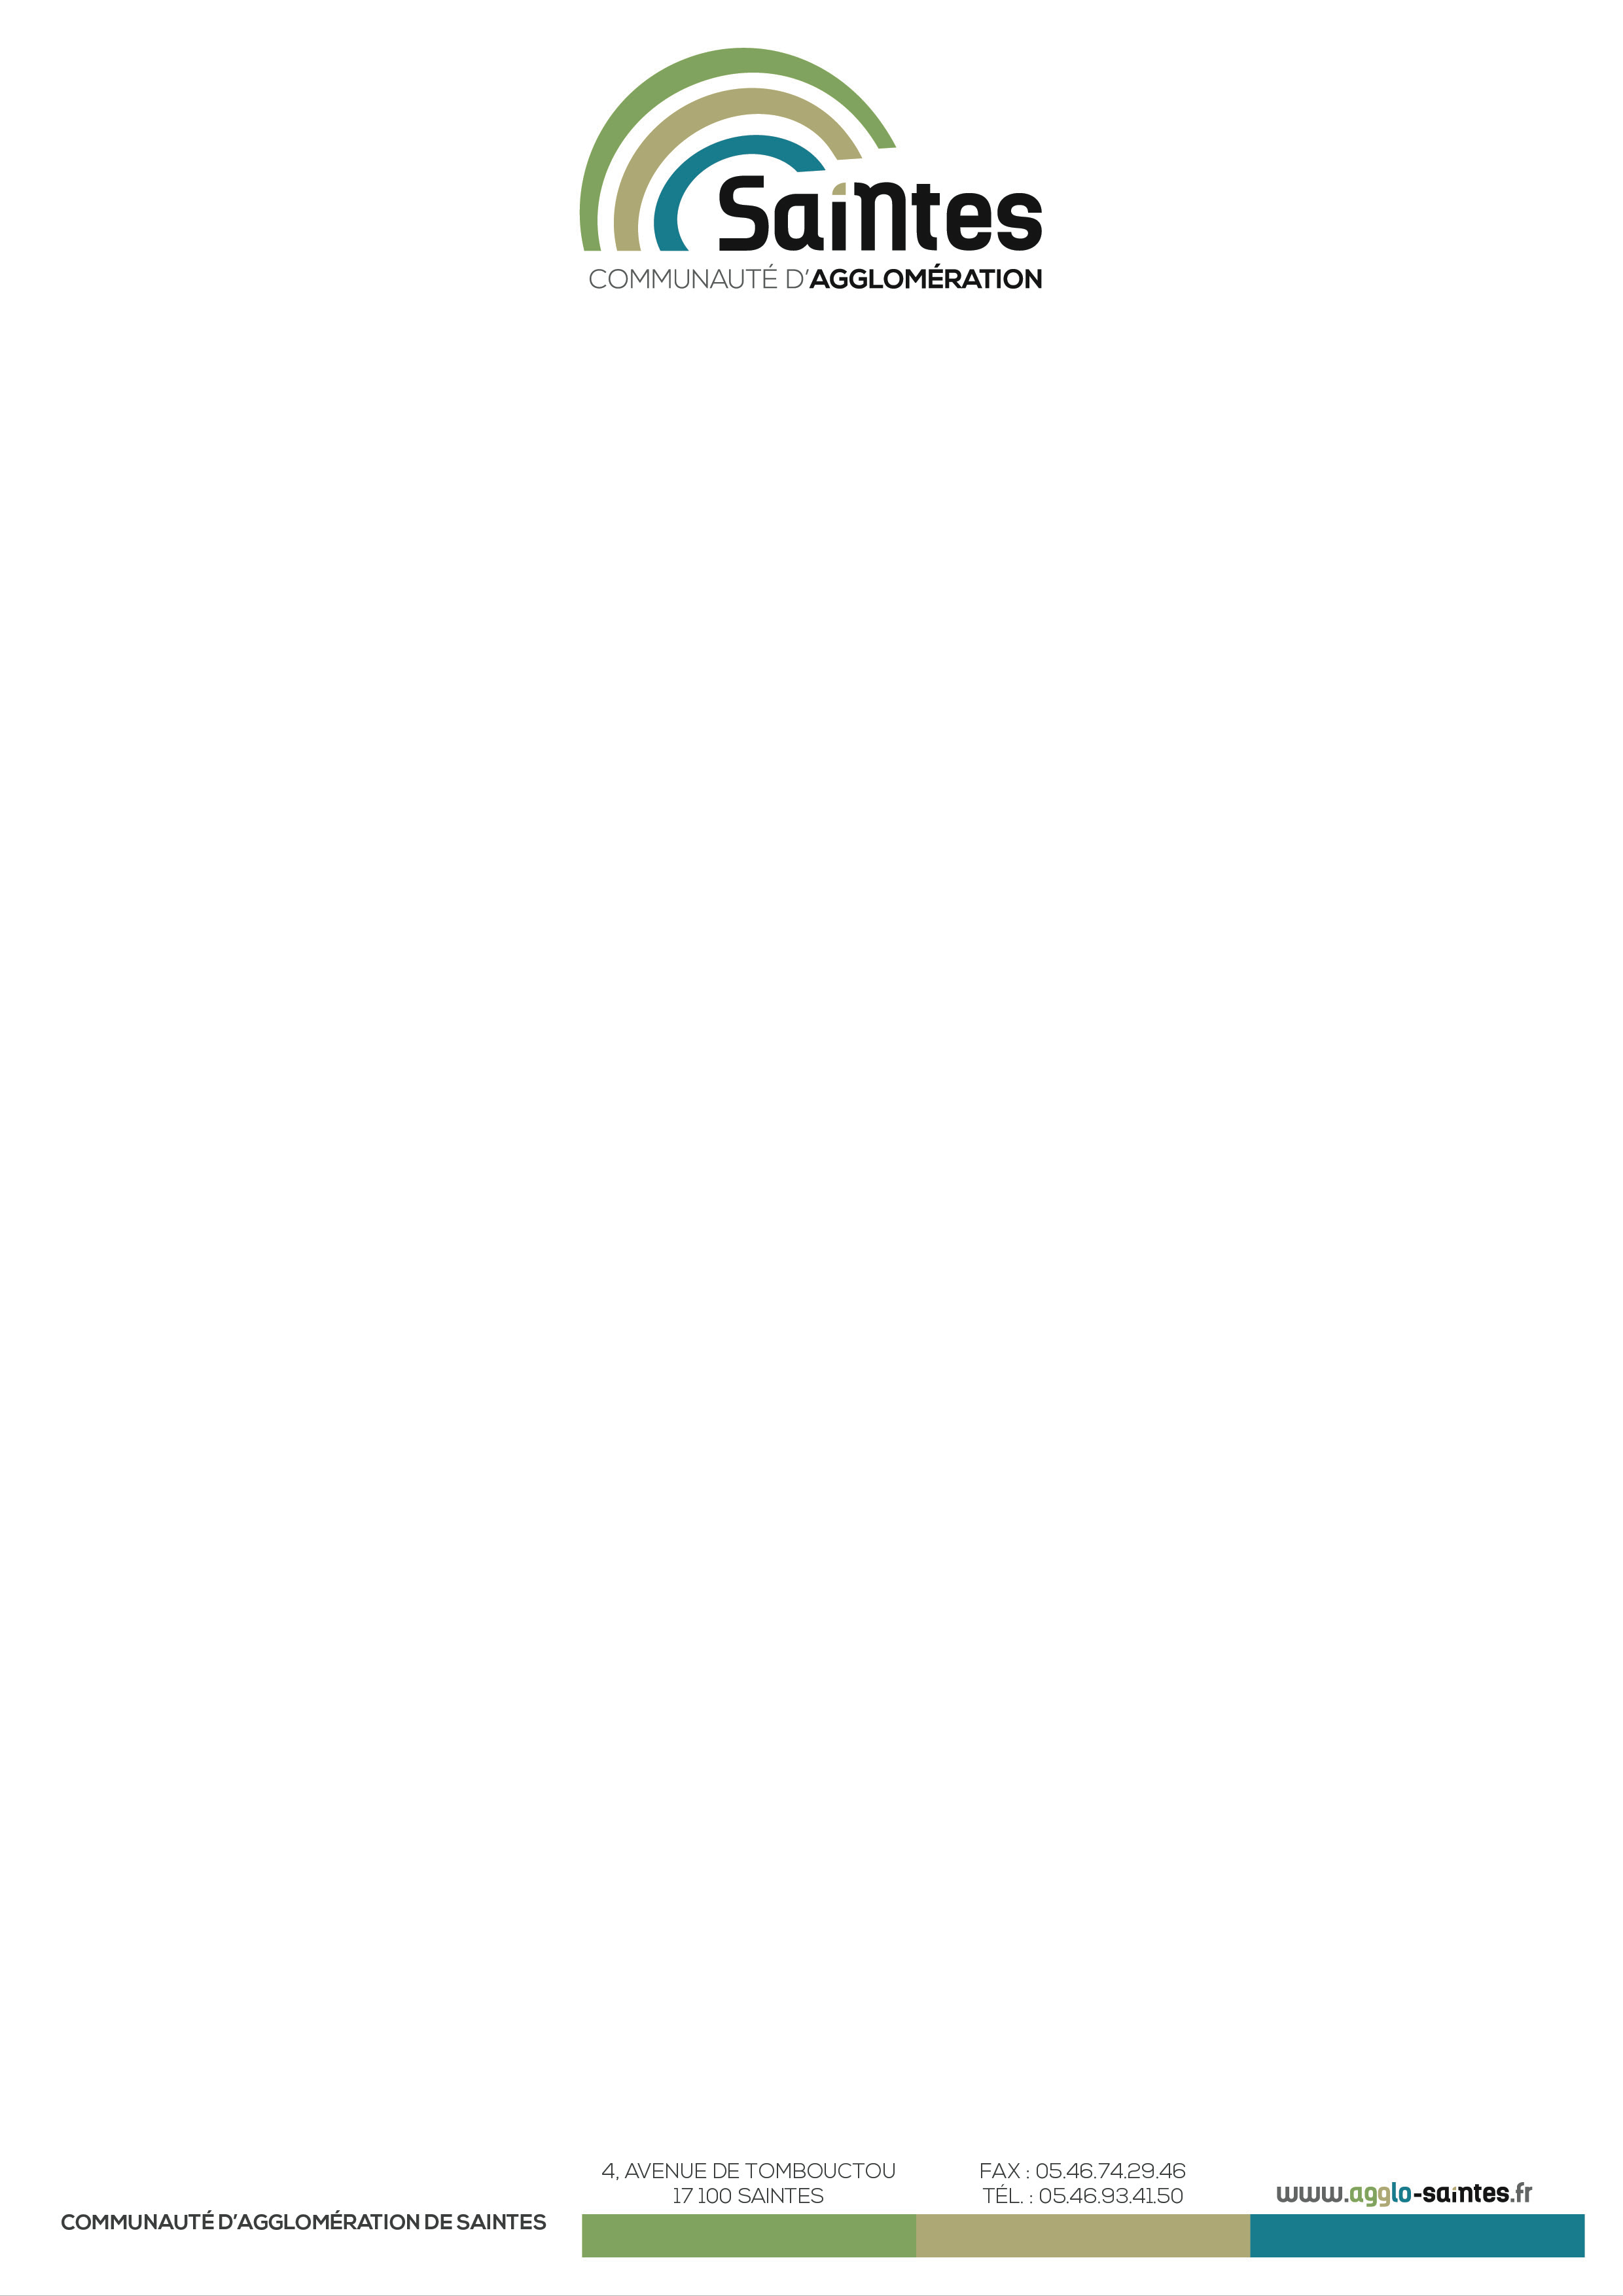 Saintes
COMMUNAUTÉ D'AGGLOMÉRATION
4, AVENUE DE TOMBOUCTOU
17 100 SAINTES
FAX : 05.46.74.29.46
TÉL. : 05.46.93.41.50
www.agglo-saintes.fr
COMMUNAUTÉ D'AGGLOMÉRATION DE SAINTES